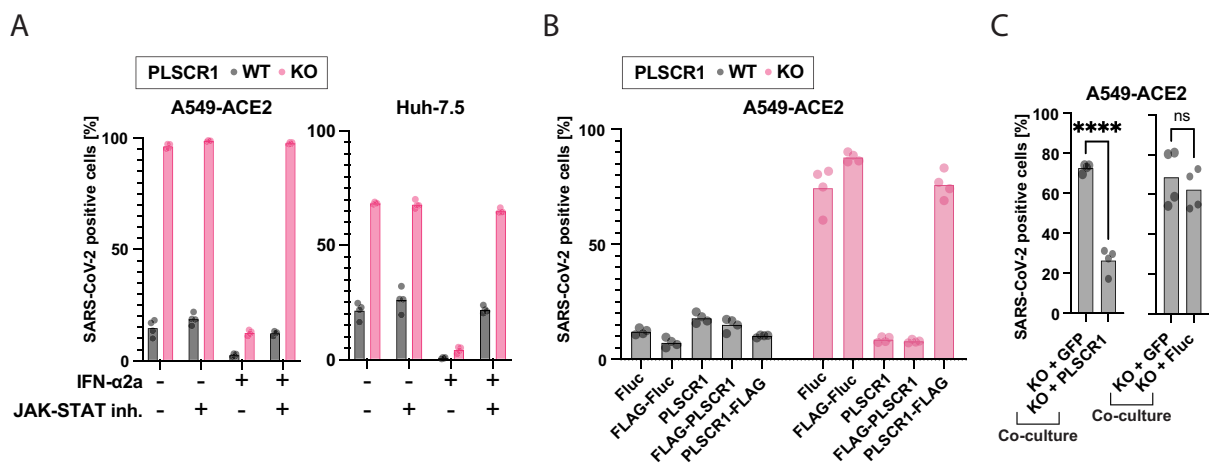 A
PLSCR1 WT KO
A549-ACE2
Huh-7.5
SARS-CoV-2 positive cells [%]
100
50
0
100
50
0
IFN-α2a - - + + - - + +
JAK-STAT inh. - + - + - + - +
B
PLSCR1 WT KO
A549-ACE2
SARS-CoV-2 positive cells [%]
100
50
0
Fluc
FLAG-Fluc
PLSCR1
FLAG-PLSCR1
PLSCR1-FLAG
Fluc
FLAG-Fluc
PLSCR1
FLAG-PLSCR1
PLSCR1-FLAG
C
A549-ACE2
SARS-CoV-2 positive cells [%]
100
80
60
40
20
0
****
ns
KO + GFP
KO + PLSCR1
Co-culture
KO + GFP
KO + Fluc
Co-culture